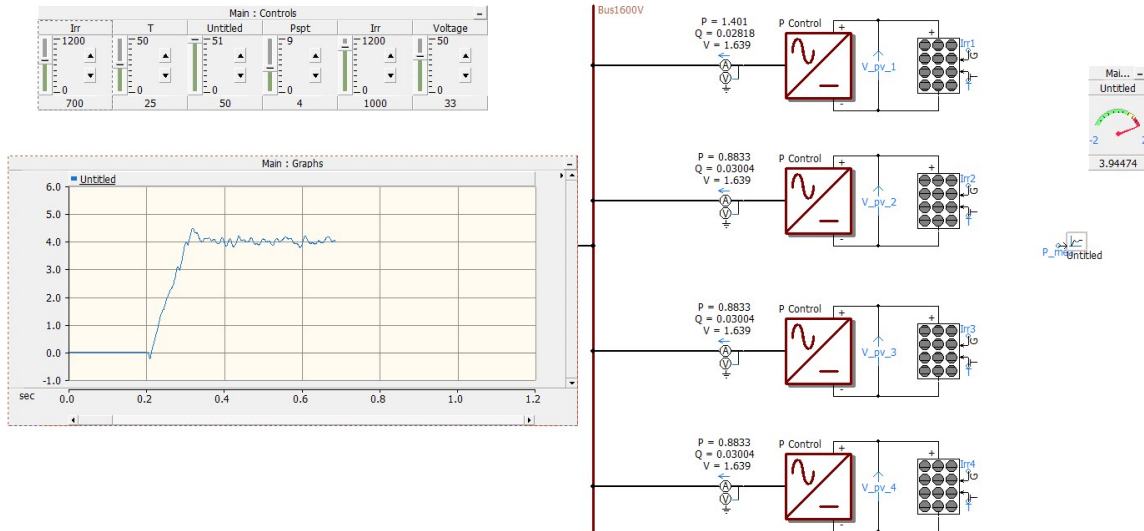 Main : Controls
Irr T Untitled Pspt Irr Voltage
1200 50 51 9 1200 50
0 0 0 0 0 0
700 25 50 4 1000 33
Main : Graphs
Untitled
6.0
5.0
4.0
3.0
2.0
1.0
0.0
-1.0
sec 0.0 0.2 0.4 0.6 0.8 1.0 1.2
Bus1600V
P = 1.401
Q = 0.02818
V = 1.639
A
V
P Control
+
-
V_pv_1
+
Irr1
G
T
P = 0.8833
Q = 0.03004
V = 1.639
A
V
P Control
+
-
V_pv_2
+
Irr2
G
T
P = 0.8833
Q = 0.03004
V = 1.639
A
V
P Control
+
-
V_pv_3
+
Irr3
G
T
P = 0.8833
Q = 0.03004
V = 1.639
A
V
P Control
+
-
V_pv_4
+
Irr4
G
T
Mai...
Untitled
-2 2
3.94474
Untitled